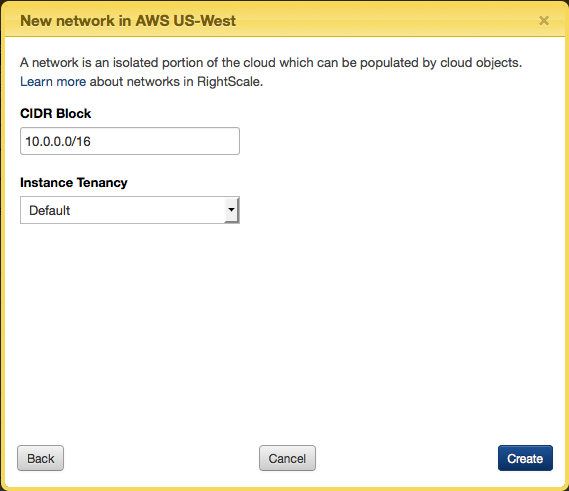 New network in AWS US-West
A network is an isolated portion of the cloud which can be populated by cloud objects.
Learn more about networks in RightScale.
CIDR Block
10.0.0.0/16
Instance Tenancy
Default
Back Cancel Create